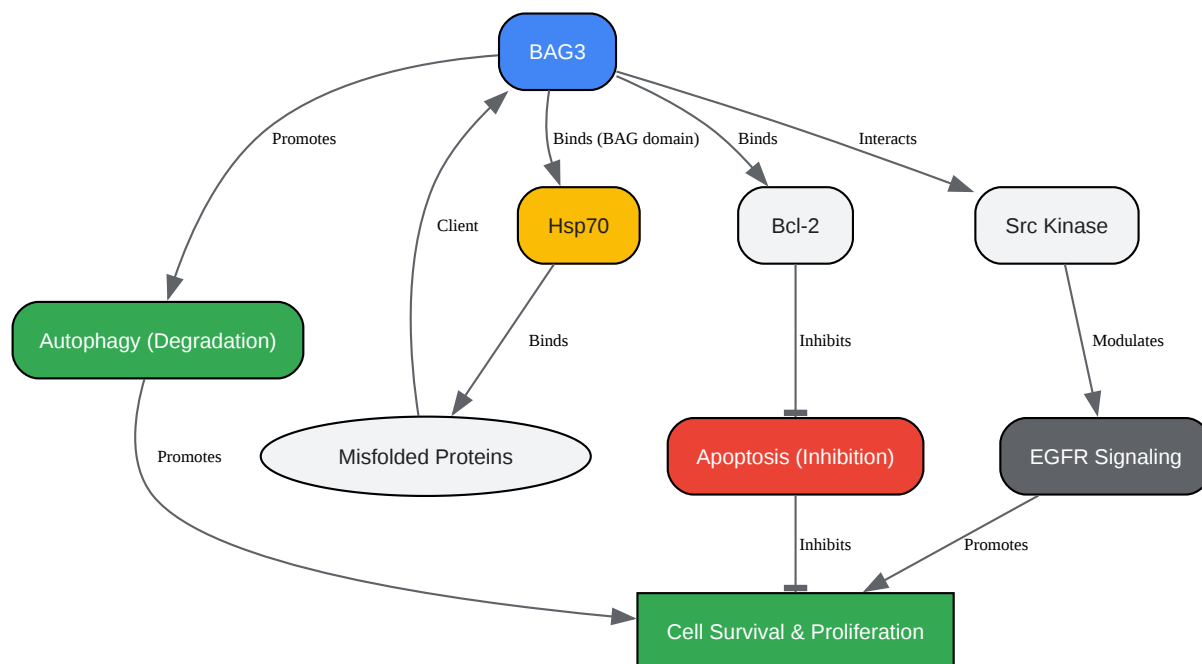 BAG3
Promotes
Binds (BAG domain)
Binds
Interacts
Hsp70
Bcl-2
Src Kinase
Client
Autophagy (Degradation)
Binds
Inhibits
Modulates
Misfolded Proteins
Apoptosis (Inhibition)
EGFR Signaling
Promotes
Inhibits
Promotes
Cell Survival & Proliferation